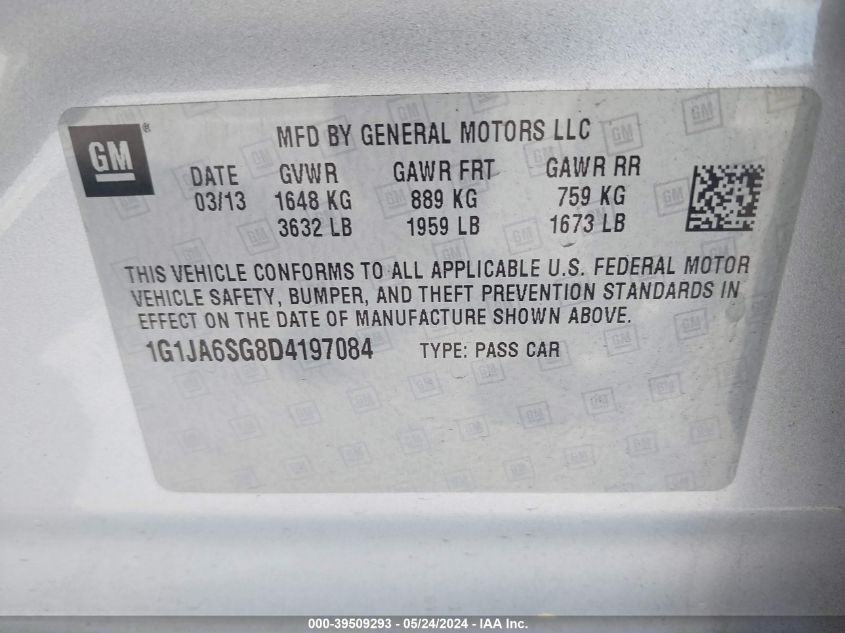 GM ®
MFD BY GENERAL MOTORS LLC
DATE GVWR GAWR FRT GAWR RR
03/13 1648 KG 889 KG 759 KG
3632 LB 1959 LB 1673 LB
THIS VEHICLE CONFORMS TO ALL APPLICABLE U.S. FEDERAL MOTOR
VEHICLE SAFETY, BUMPER, AND THEFT PREVENTION STANDARDS IN
EFFECT ON THE DATE OF MANUFACTURE SHOWN ABOVE.
1G1JA6SG8D4197084 TYPE: PASS CAR
000-39509293 - 05/24/2024 - IAA Inc.